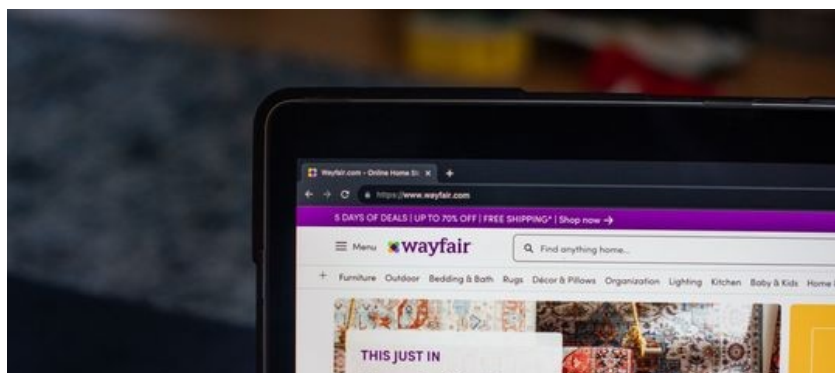 Wayfair.com - Online Home St
https://www.wayfair.com
5 DAYS OF DEALS | UP TO 70% OFF | FREE SHIPPING* | Shop now →
Menu wayfair Find anything home...
Furniture Outdoor Bedding & Bath Rugs Décor & Pillows Organization Lighting Kitchen Baby & Kids Home
THIS JUST IN